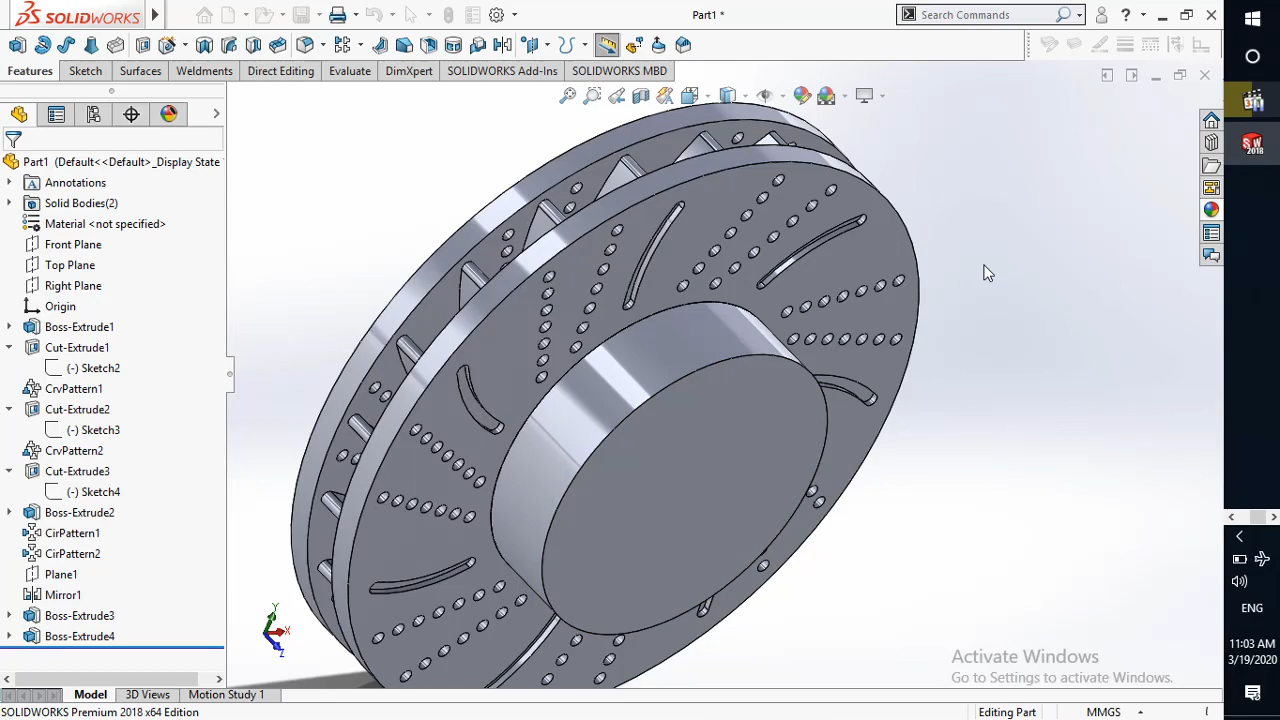 SOLIDWORKS
Part1 *
Search Commands
Features
Sketch
Surfaces
Weldments
Direct Editing
Evaluate
DimXpert
SOLIDWORKS Add-Ins
SOLIDWORKS MBD
Part1 (Default<<Default>_Display State
Annotations
Solid Bodies(2)
Material <not specified>
Front Plane
Top Plane
Right Plane
Origin
Boss-Extrude1
Cut-Extrude1
(-) Sketch2
CrvPattern1
Cut-Extrude2
(-) Sketch3
CrvPattern2
Cut-Extrude3
(-) Sketch4
Boss-Extrude2
CirPattern1
CirPattern2
Plane1
Mirror1
Boss-Extrude3
Boss-Extrude4
Y
X
Z
Activate Windows
Go to Settings to activate Windows.
Model
3D Views
Motion Study 1
SOLIDWORKS Premium 2018 x64 Edition
Editing Part
MMGS
SW
2018
ENG
11:03 AM
3/19/2020